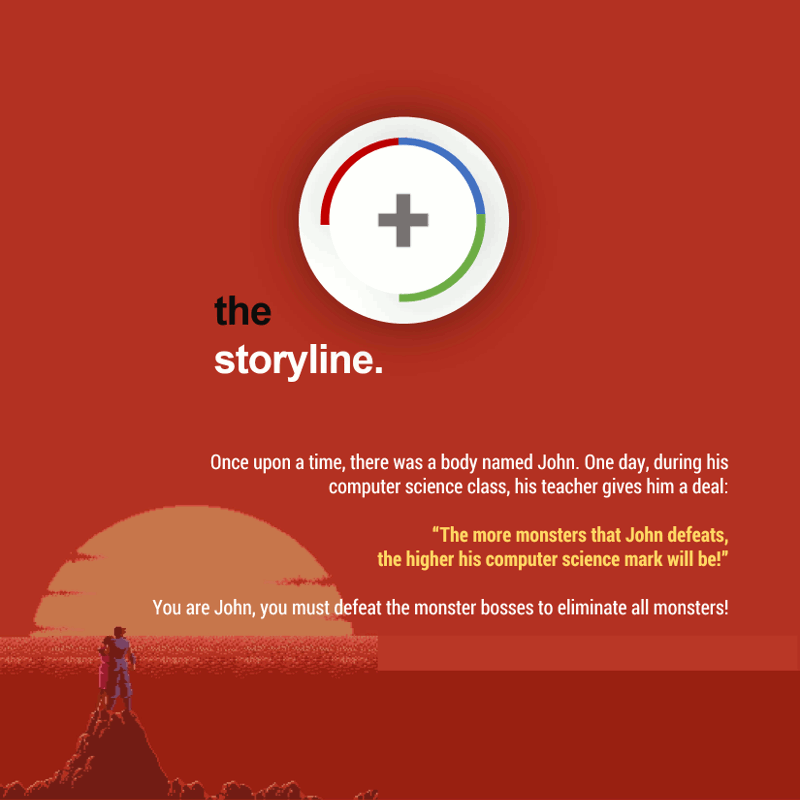 the
storyline.
Once upon a time, there was a body named John. One day, during his
computer science class, his teacher gives him a deal:
“The more monsters that John defeats,
the higher his computer science mark will be!”
You are John, you must defeat the monster bosses to eliminate all monsters!